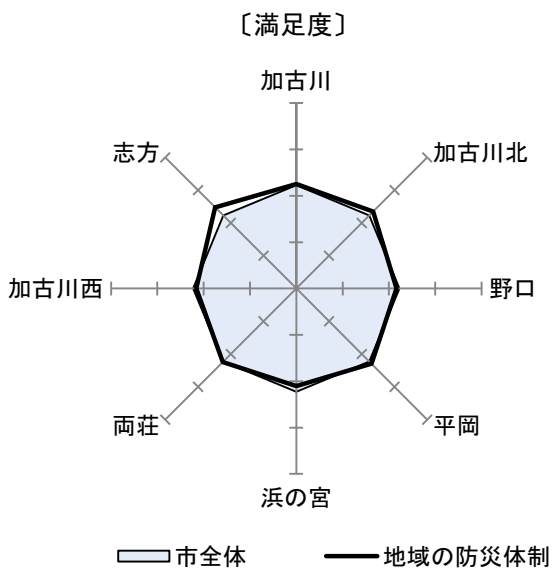 〔満足度〕
加古川
志方
加古川北
加古川西
野口
両荘
平岡
浜の宮
市全体
地域の防災体制